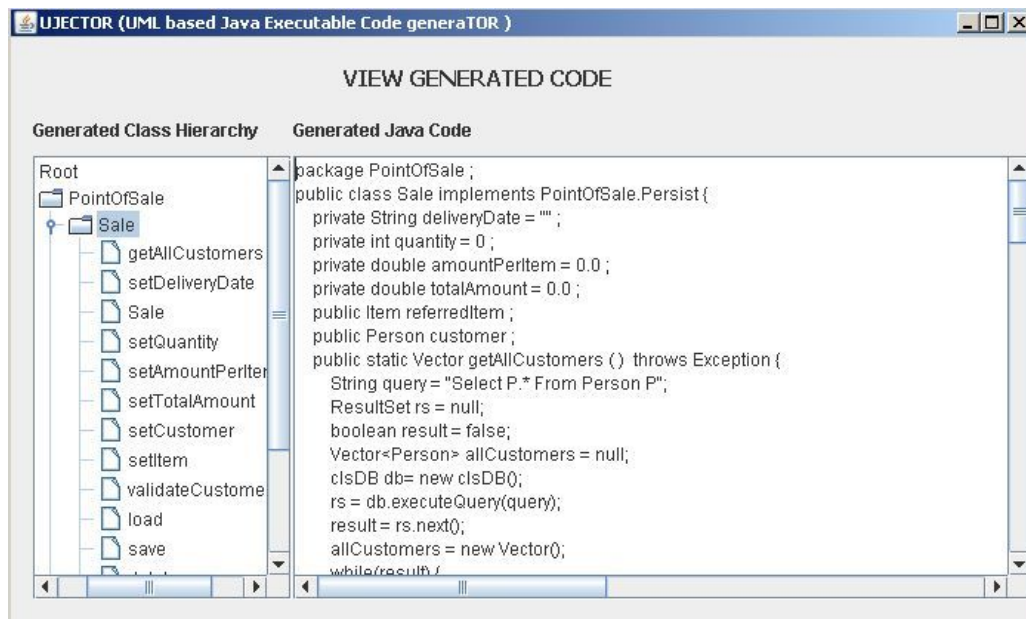 UJECTOR (UML based Java Executable Code generaTOR )
VIEW GENERATED CODE
Generated Class Hierarchy
Root
PointOfSale
Sale
getAllCustomers
setDeliveryDate
Sale
setQuantity
setAmountPerIter
setTotalAmount
setCustomer
setItem
validateCustome
load
save
Generated Java Code
package PointOfSale ;
public class Sale implements PointOfSale.Persist {
private String deliveryDate = "" ;
private int quantity = 0 ;
private double amountPerItem = 0.0 ;
private double totalAmount = 0.0 ;
public Item referredItem ;
public Person customer ;
public static Vector getAllCustomers ( ) throws Exception {
String query = "Select P.* From Person P";
ResultSet rs = null;
boolean result = false;
Vector<Person> allCustomers = null;
clsDB db= new clsDB();
rs = db.executeQuery(query);
result = rs.next();
allCustomers = new Vector();
while(result) {